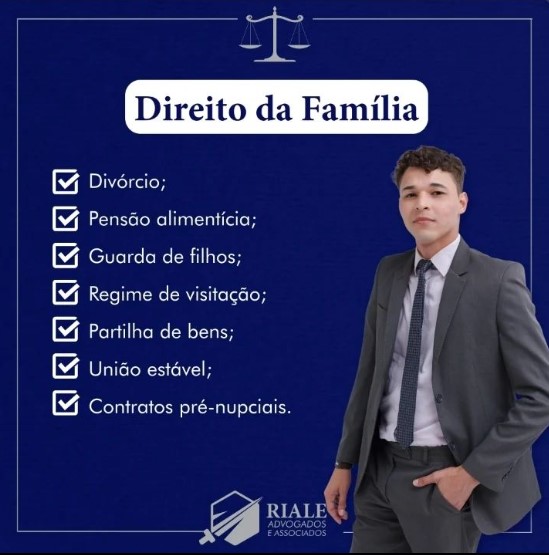 Direito da Família
Divórcio;
Pensão alimentícia;
Guarda de filhos;
Regime de visitação;
Partilha de bens;
União estável;
Contratos pré-nupciais.
RIALE
ADVOGADOS
E ASSOCIADOS